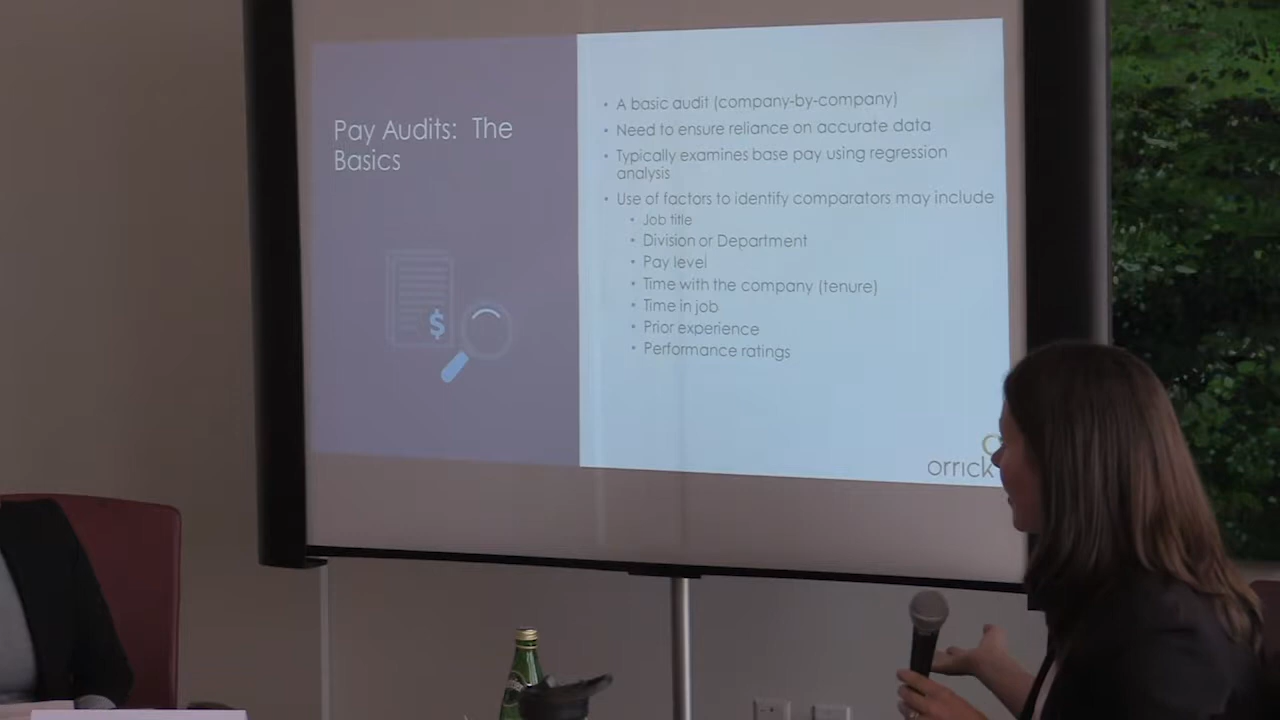 Pay Audits: The
Basics
$
• A basic audit (company-by-company)
• Need to ensure reliance on accurate data
• Typically examines base pay using regression
analysis
• Use of factors to identify comparators may include
• Job title
• Division or Department
• Pay level
• Time with the company (tenure)
• Time in job
• Prior experience
• Performance ratings
orrick